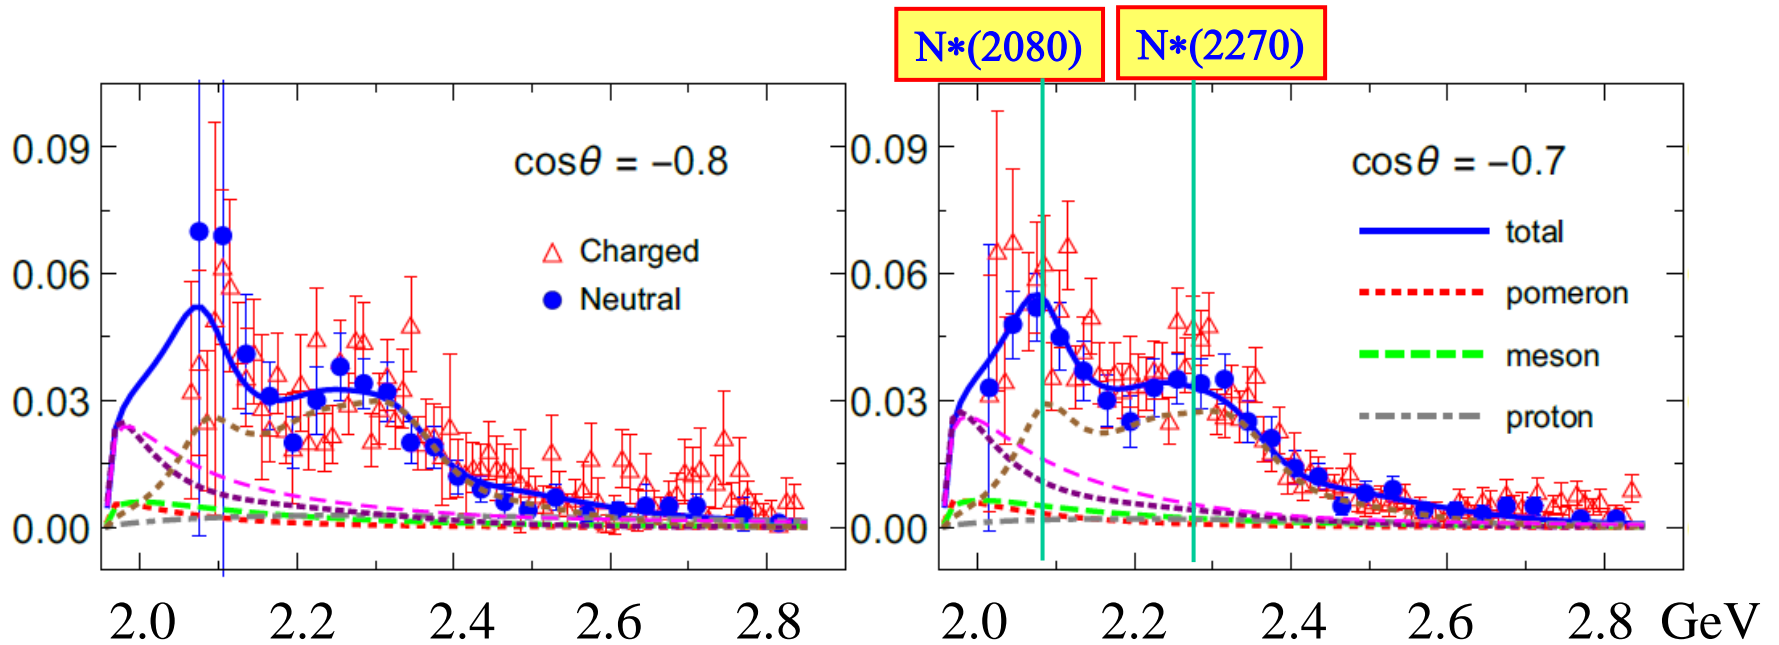 N*(2080) N*(2270)
0.09
0.06
0.03
0.00
cosθ = −0.8
Charged
Neutral
2.0 2.2 2.4 2.6 2.8
0.09
0.06
0.03
0.00
cosθ = −0.7
total
pomeron
meson
proton
2.0 2.2 2.4 2.6 2.8 GeV